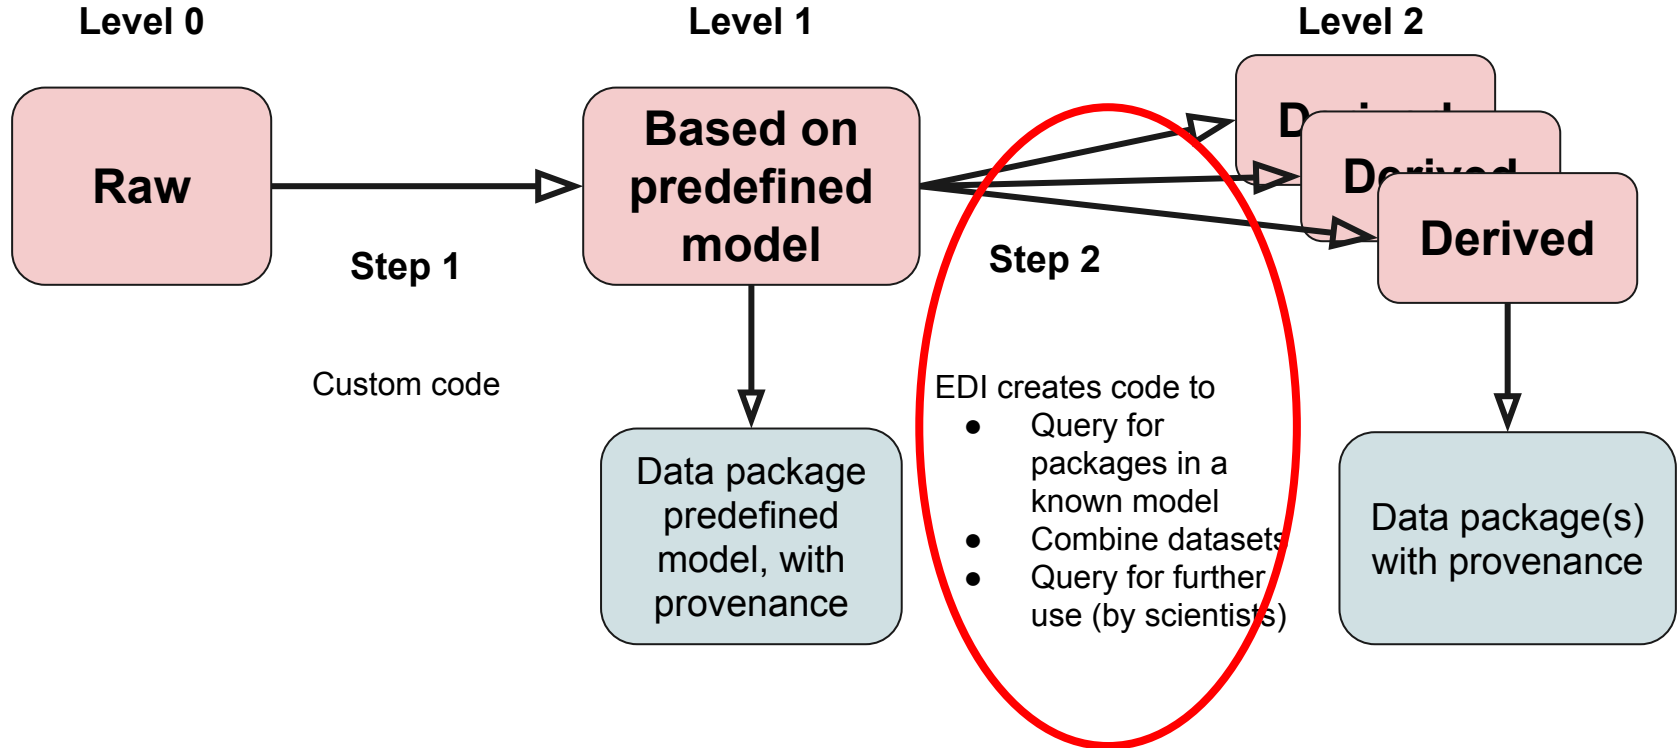 Level 0
Level 1
Level 2
Raw
Based on
predefined
model
Derived
Derived
Derived
Step 1
Step 2
Custom code
EDI creates code to
● Query for
packages in a
known model
● Combine datasets
● Query for further
use (by scientists)
Data package
predefined
model, with
provenance
Data package(s)
with provenance